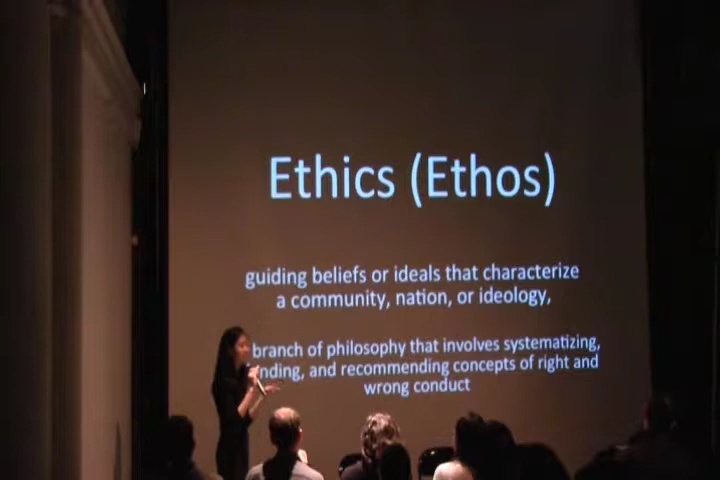 Ethics (Ethos)
guiding beliefs or ideals that characterize
a community, nation, or ideology,
branch of philosophy that involves systematizing,
and recommending concepts of right and
wrong conduct